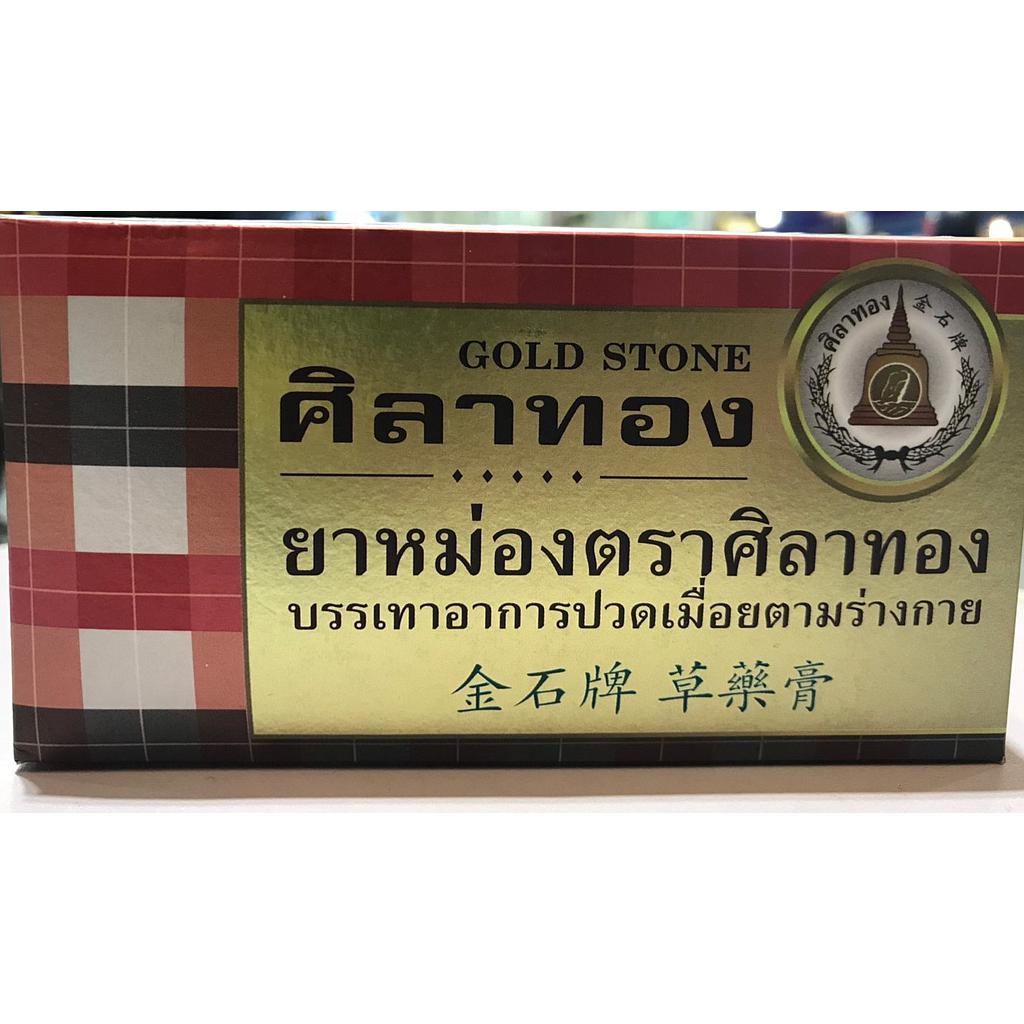 GOLD STONE
ศิลาทอง
ยาหม่องตราศิลาทอง
บรรเทาอาการปวดเมื่อยตามร่างกาย
金石牌 草藥膏
ศิลาทอง 金石牌